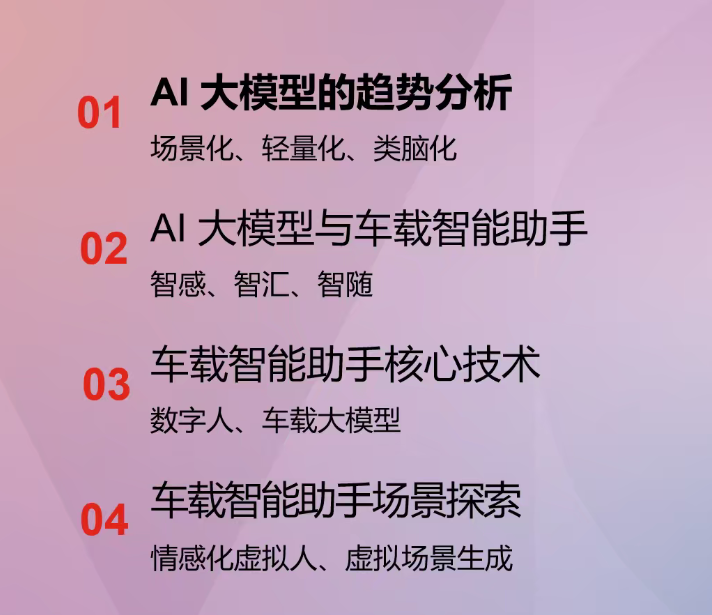 01
AI 大模型的趋势分析
场景化、轻量化、类脑化
02
AI 大模型与车载智能助手
智感、智汇、智随
03
车载智能助手核心技术
数字人、车载大模型
04
车载智能助手场景探索
情感化虚拟人、虚拟场景生成